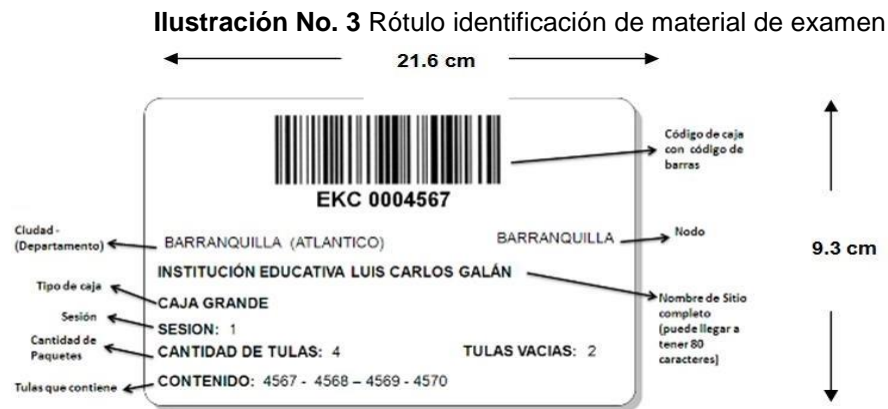 Ilustración No. 3 Rótulo identificación de material de examen
21.6 cm
Código de caja
con código de
barras
EKC 0004567
Ciudad -
(Departamento)
BARRANQUILLA (ATLANTICO)
BARRANQUILLA
Nodo
9.3 cm
INSTITUCIÓN EDUCATIVA LUIS CARLOS GALÁN
Tipo de caja
CAJA GRANDE
Nombre de Sitio
completo
(puede llegar a
tener 80
caracteres)
Sesión
SESION: 1
Cantidad de
Paquetes
CANTIDAD DE TULAS: 4
TULAS VACIAS: 2
Tulas que contiene
CONTENIDO: 4567 - 4568 – 4569 - 4570